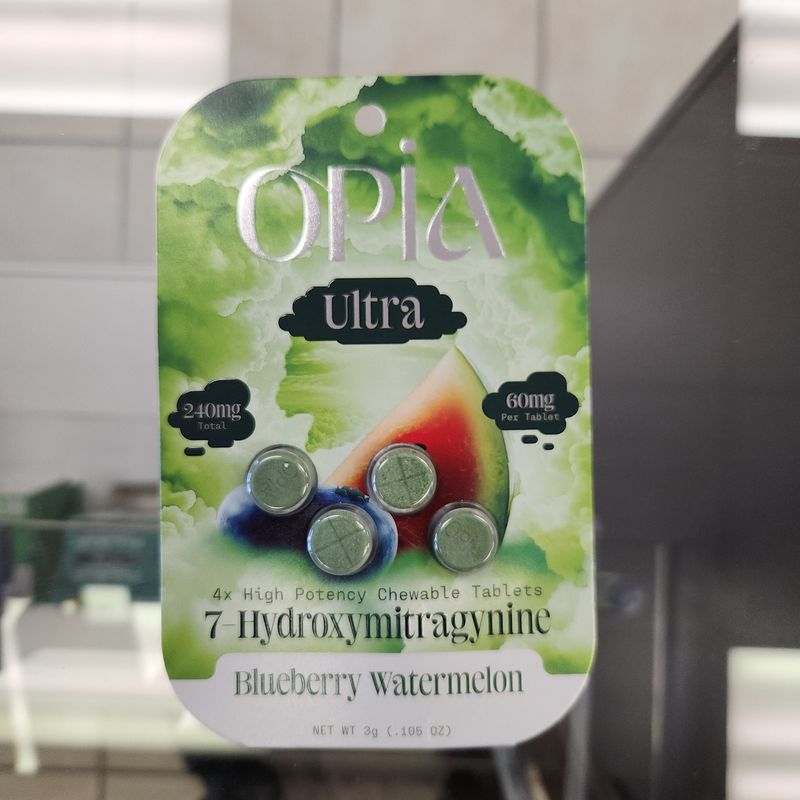 OPiA
Ultra
240mg
Total
60mg
Per Tablet
4x High Potency Chewable Tablets
7-Hydroxymitragynine
Blueberry Watermelon
NET WT 3g (.105 OZ)